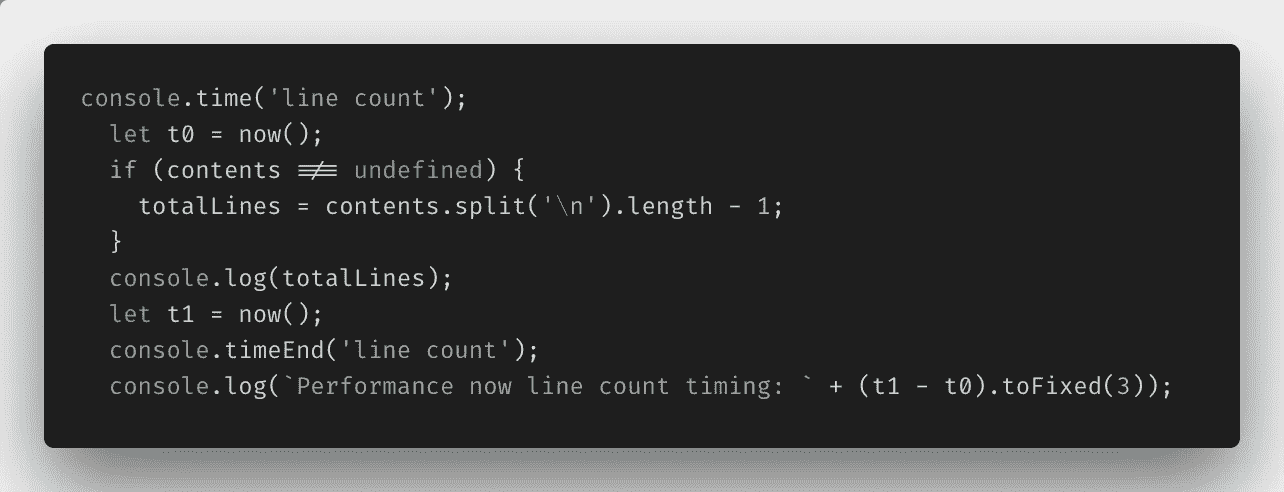 console.time('line count');
  let t0 = now();
  if (contents !== undefined) {
    totalLines = contents.split('\n').length - 1;
  }
  console.log(totalLines);
  let t1 = now();
  console.timeEnd('line count');
  console.log(`Performance now line count timing: ` + (t1 - t0).toFixed(3));